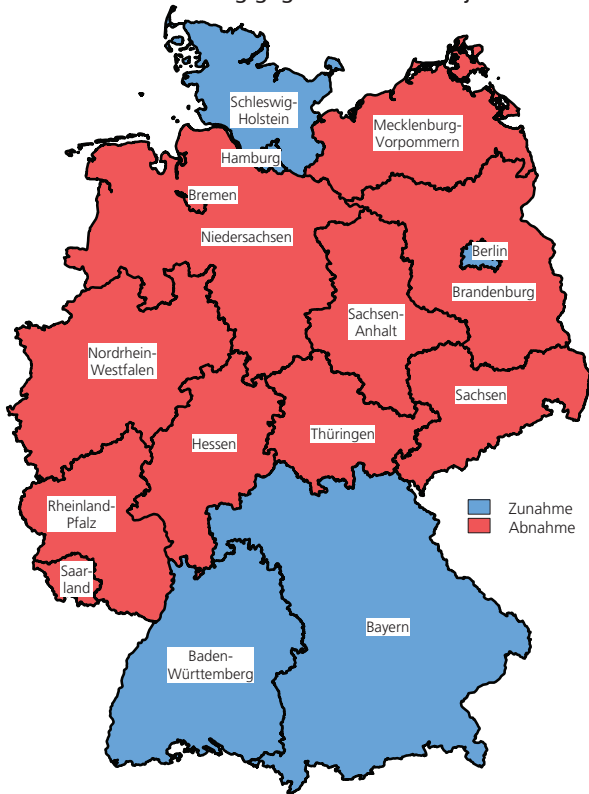 Schleswig-
Holstein
Mecklenburg-
Vorpommern
Hamburg
Bremen
Niedersachsen
Berlin
Brandenburg
Sachsen-
Anhalt
Nordrhein-
Westfalen
Sachsen
Thüringen
Hessen
Rheinland-
Pfalz
Zunahme
Abnahme
Saar-
land
Bayern
Baden-
Württemberg